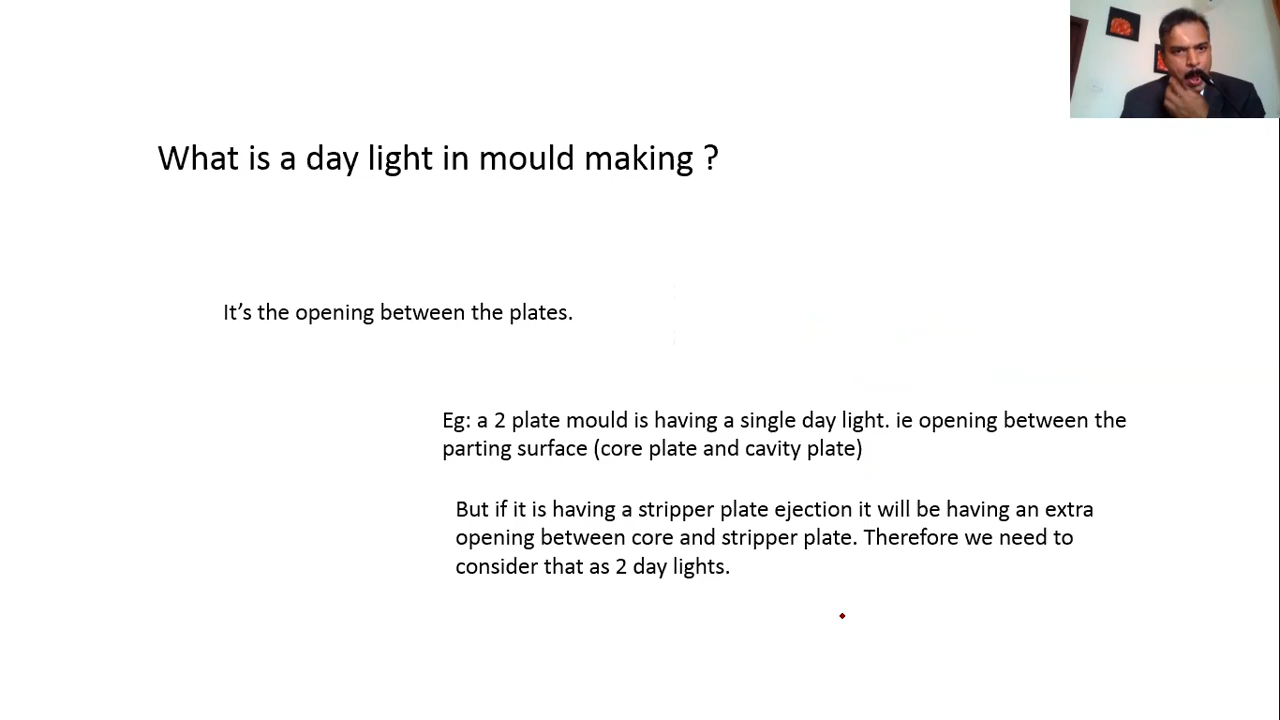 What is a day light in mould making ?
It’s the opening between the plates.
Eg: a 2 plate mould is having a single day light. ie opening between the
parting surface (core plate and cavity plate)
But if it is having a stripper plate ejection it will be having an extra
opening between core and stripper plate. Therefore we need to
consider that as 2 day lights.